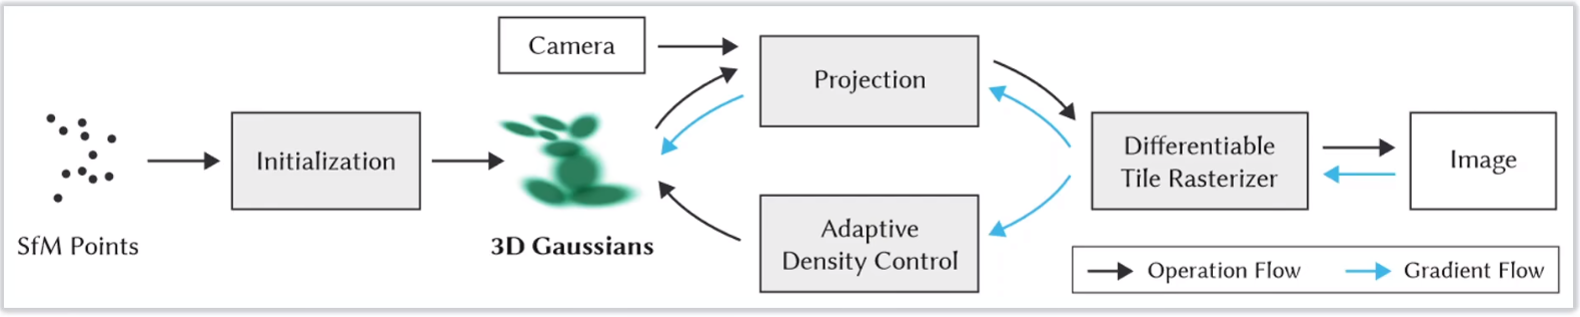 Camera
Projection
Initialization
Differentiable
Tile Rasterizer
Image
SfM Points
3D Gaussians
Adaptive
Density Control
Operation Flow
Gradient Flow